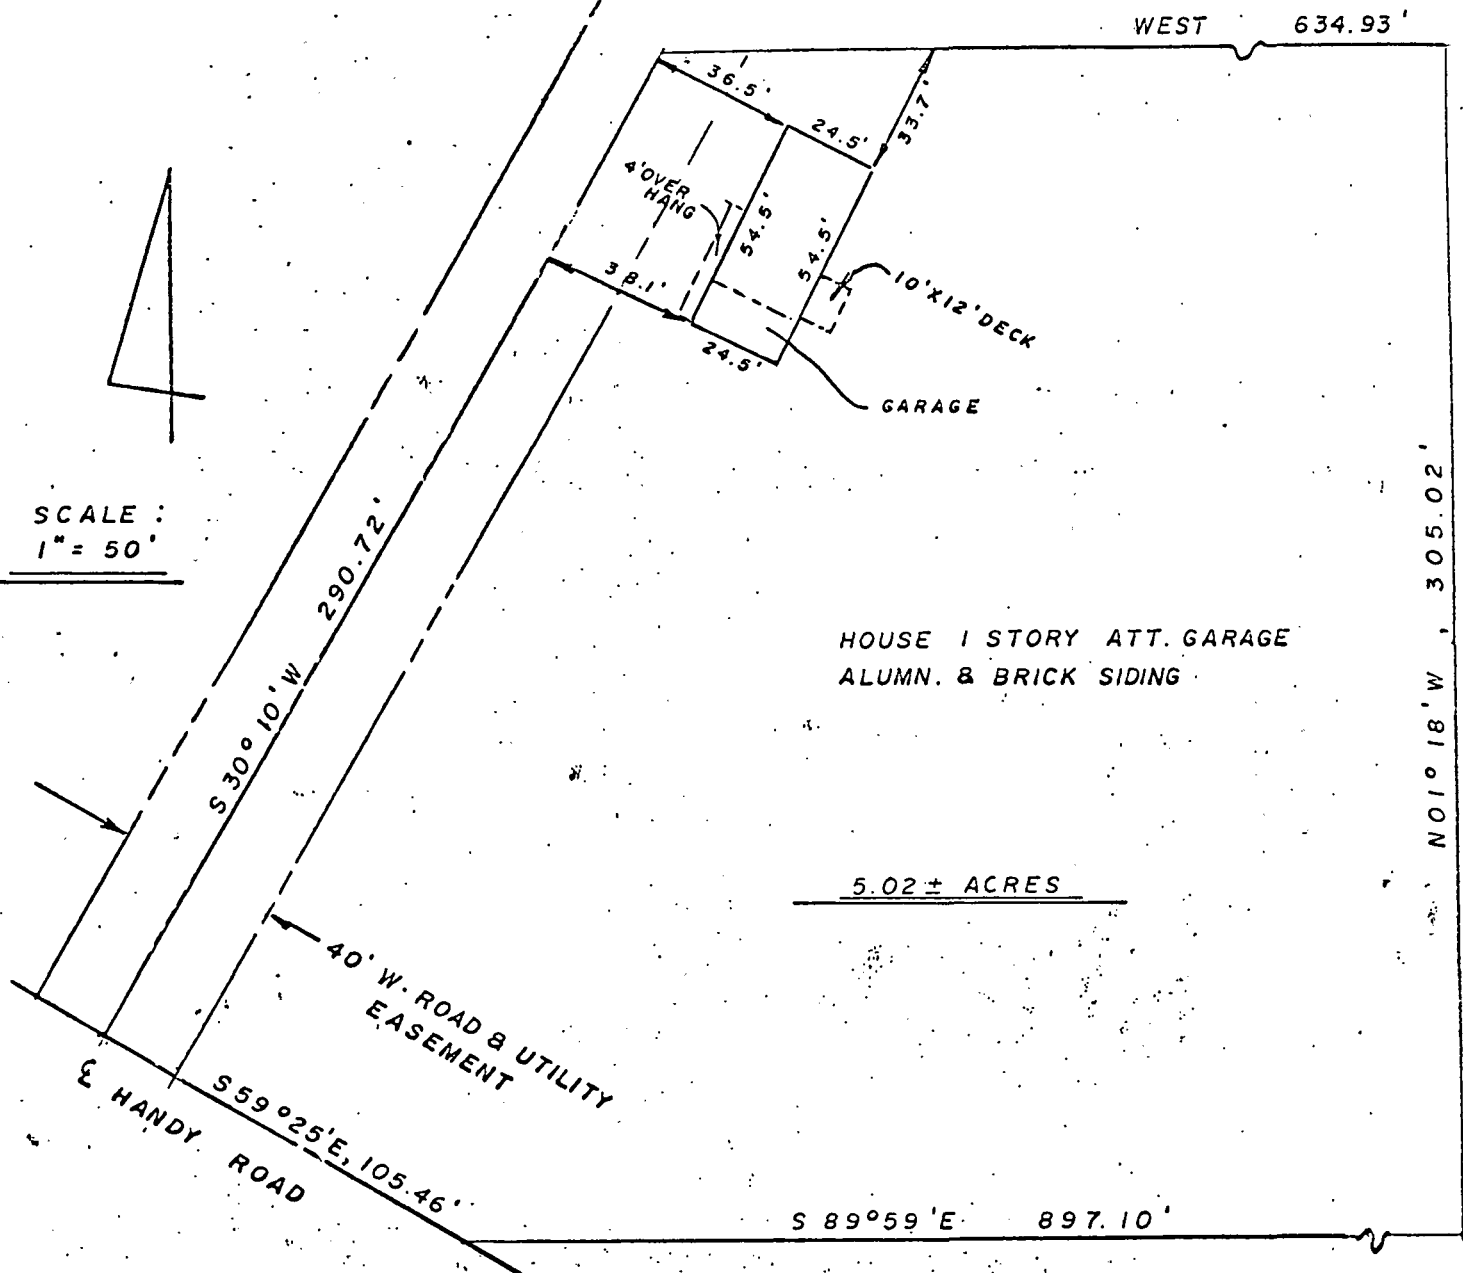 WEST 634.93'
36.5'
24.5'
33.7'
4'OVER
HANG
54.5'
54.5'
38.1'
10'X12'DECK
24.5'
GARAGE
SCALE :
1" = 50'
S 30° 10' W 290.72'
N01° 18' W , 305.02'
HOUSE 1 STORY ATT. GARAGE
ALUMN. & BRICK SIDING
5.02 ± ACRES
40' W. ROAD & UTILITY
EASEMENT
℄ HANDY ROAD
S 59°25'E, 105.46'
S 89°59'E 897.10'